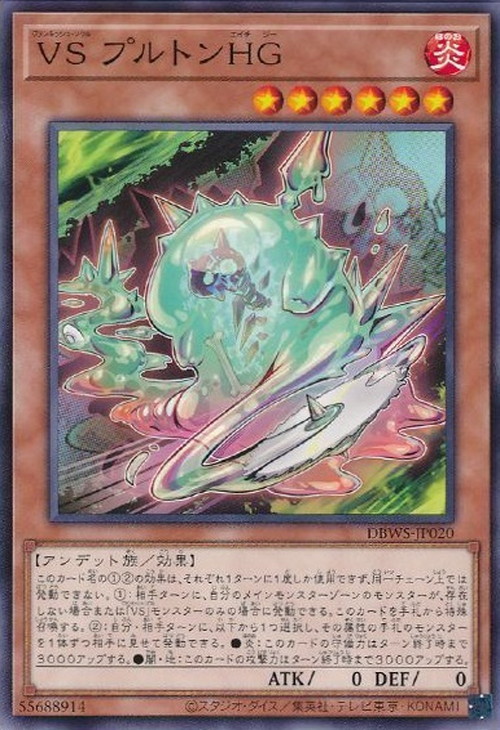 ヴァンキッシュ・ソウル エイチ ジー
VS プルトンHG
ほのお
炎
DBWS-JP020
【アンデット族/効果】
このカード名の①②の効果は、それぞれ1ターンに1度しか使用できず、同一チェーン上では
発動できない。①:相手ターンに、自分のメインモンスターゾーンのモンスターが、存在
しない場合または「VS」モンスターのみの場合に発動できる。このカードを手札から特殊
召喚する。②:自分・相手ターンに、以下から1つ選択し、その属性の手札のモンスター
を1体ずつ相手に見せて発動できる。●炎:このカードの守備力はターン終了時まで
3000アップする。●闇・地:このカードの攻撃力はターン終了時まで3000アップする。
ATK/ 0 DEF/ 0
55688914
©スタジオ・ダイス/集英社・テレビ東京・KONAMI